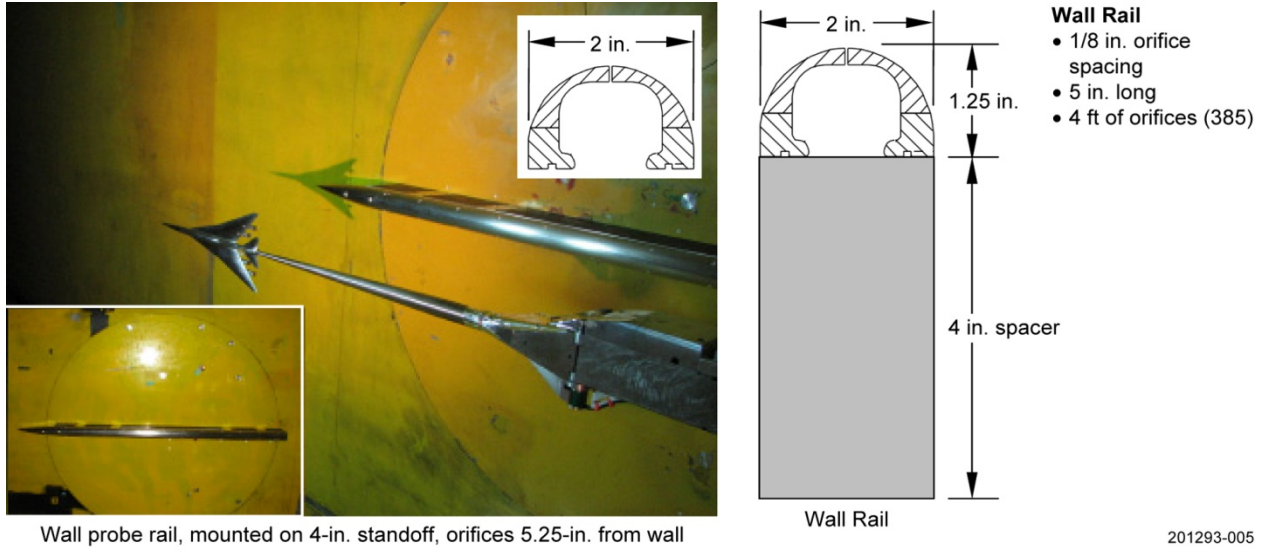 2 in.
2 in.
1.25 in.
4 in. spacer
Wall Rail
• 1/8 in. orifice
spacing
• 5 in. long
• 4 ft of orifices (385)
Wall Rail
Wall probe rail, mounted on 4-in. standoff, orifices 5.25-in. from wall
201293-005